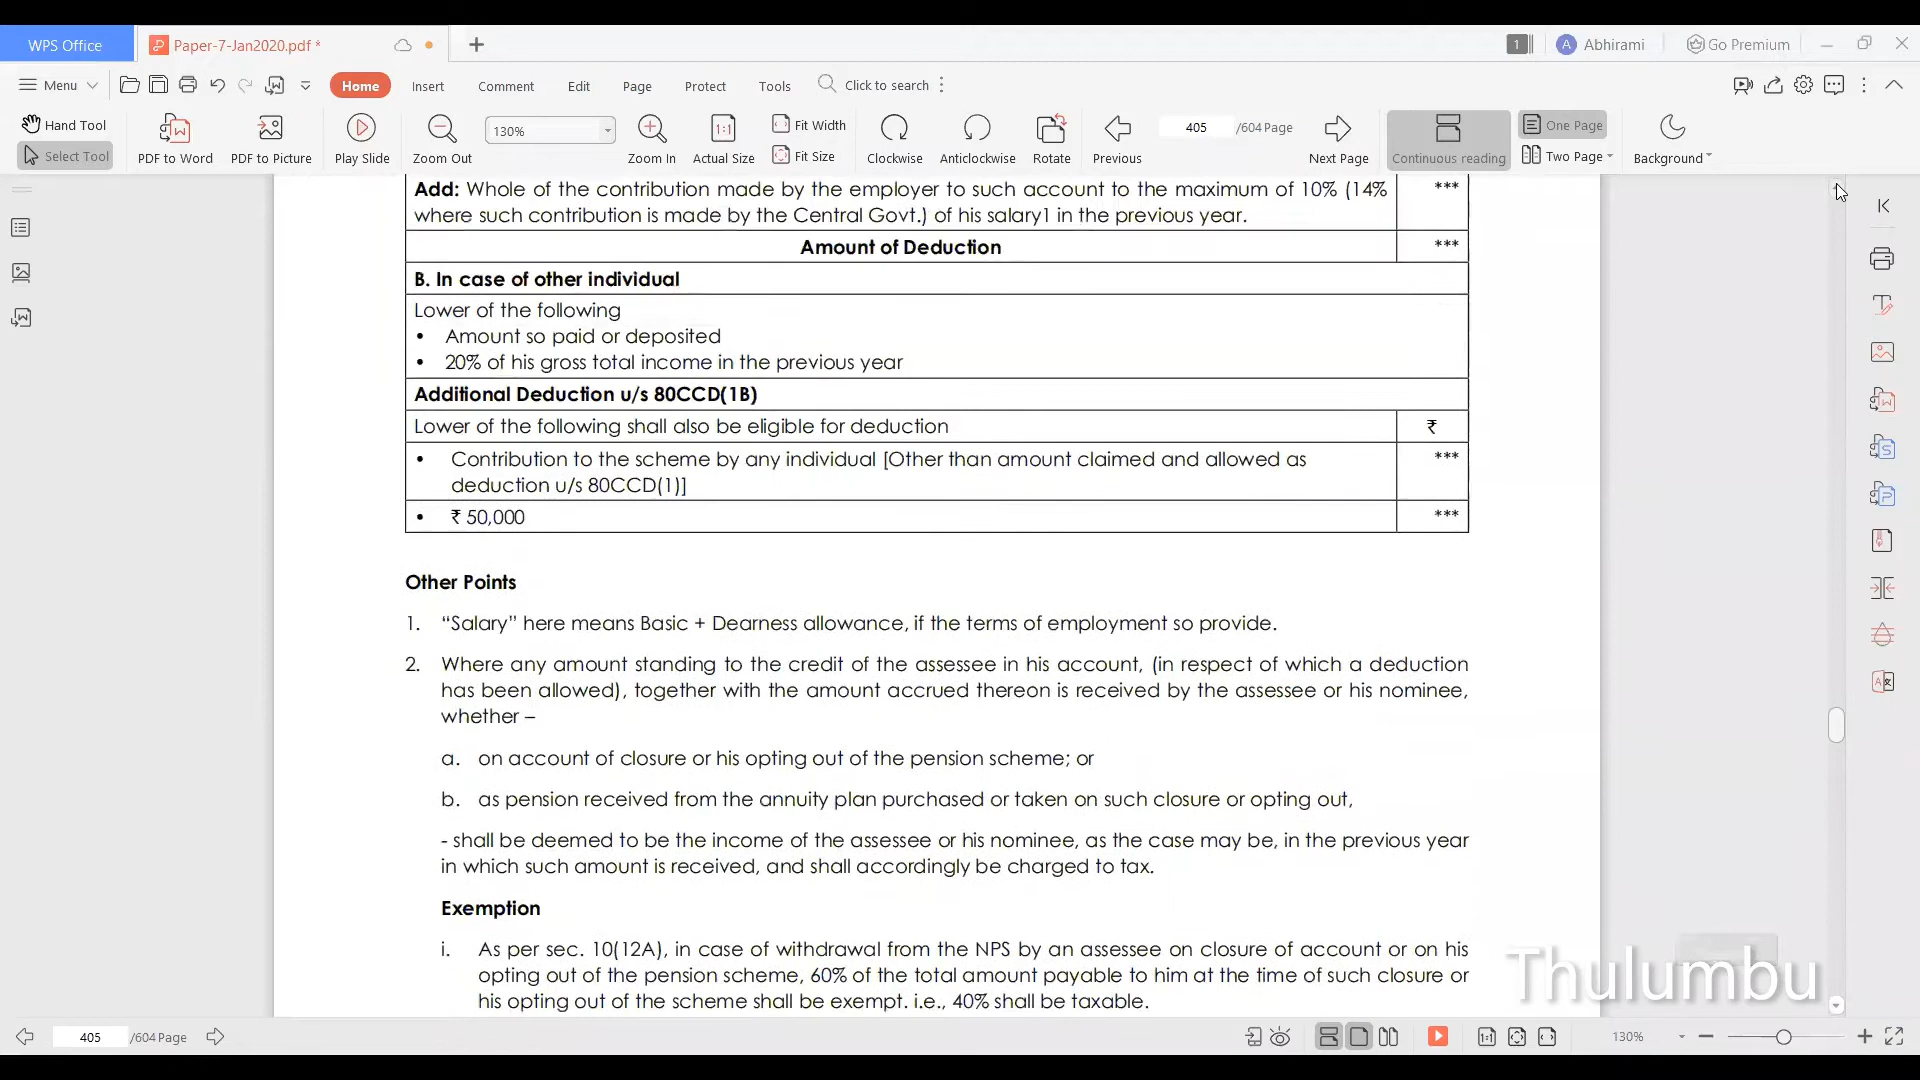 WPS Office
Paper-7-Jan2020.pdf *
1
A Abhirami
Go Premium
Menu
Home
Insert
Comment
Edit
Page
Protect
Tools
Click to search
Hand Tool
Select Tool
PDF to Word
PDF to Picture
Play Slide
Zoom Out
130%
Zoom In
1:1
Actual Size
Fit Width
Fit Size
Clockwise
Anticlockwise
Rotate
Previous
405 /604 Page
Next Page
Continuous reading
One Page
Two Page
Background
Add: Whole of the contribution made by the employer to such account to the maximum of 10% (14% ***
where such contribution is made by the Central Govt.) of his salary1 in the previous year.
Amount of Deduction ***
B. In case of other individual
Lower of the following
• Amount so paid or deposited
• 20% of his gross total income in the previous year
Additional Deduction u/s 80CCD(1B)
Lower of the following shall also be eligible for deduction ₹
• Contribution to the scheme by any individual [Other than amount claimed and allowed as ***
deduction u/s 80CCD(1)]
• ₹ 50,000 ***
Other Points
1. “Salary” here means Basic + Dearness allowance, if the terms of employment so provide.
2. Where any amount standing to the credit of the assessee in his account, (in respect of which a deduction
has been allowed), together with the amount accrued thereon is received by the assessee or his nominee,
whether –
a. on account of closure or his opting out of the pension scheme; or
b. as pension received from the annuity plan purchased or taken on such closure or opting out,
- shall be deemed to be the income of the assessee or his nominee, as the case may be, in the previous year
in which such amount is received, and shall accordingly be charged to tax.
Exemption
i. As per sec. 10(12A), in case of withdrawal from the NPS by an assessee on closure of account or on his
opting out of the pension scheme, 60% of the total amount payable to him at the time of such closure or
his opting out of the scheme shall be exempt. i.e., 40% shall be taxable.
Thulumbu
405 /604 Page
130%